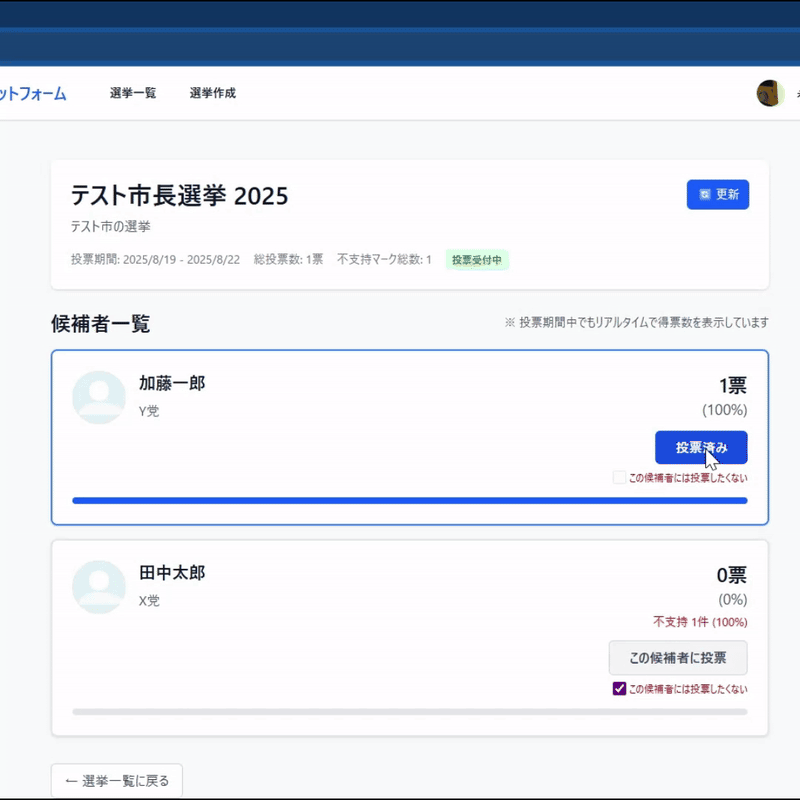 ットフォーム 選挙一覧 選挙作成
テスト市長選挙 2025
更新
テスト市の選挙
投票期間: 2025/8/19 - 2025/8/22 総投票数: 1票 不支持マーク総数: 1 投票受付中
候補者一覧
※ 投票期間中でもリアルタイムで得票数を表示しています
加藤一郎
Y党
1票
(100%)
投票済み
この候補者には投票したくない
田中太郎
X党
0票
(0%)
不支持 1件 (100%)
この候補者に投票
この候補者には投票したくない
← 選挙一覧に戻る